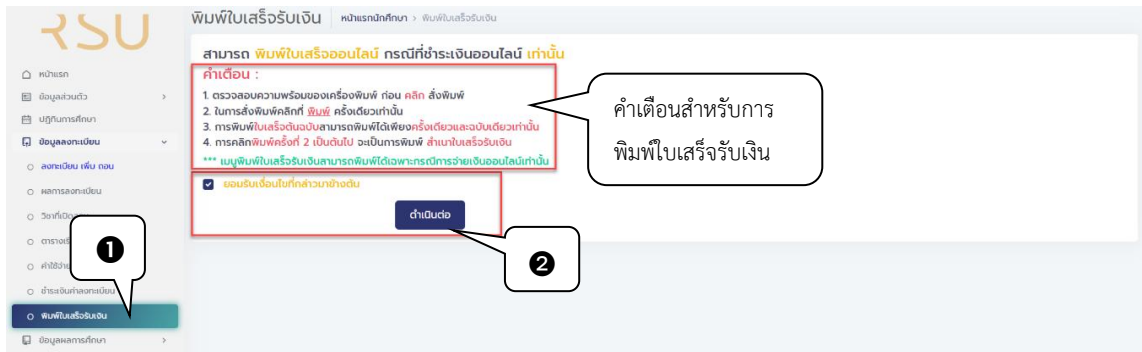 RSU
พิมพ์ใบเสร็จรับเงิน หน้าแรกนักศึกษา > พิมพ์ใบเสร็จรับเงิน
หน้าแรก
ข้อมูลส่วนตัว >
ปฏิทินการศึกษา
ข้อมูลลงทะเบียน
ลงทะเบียน เพิ่ม ถอน
ผลการลงทะเบียน
ชำระเงินค่าลงทะเบียน
พิมพ์ใบเสร็จรับเงิน
ข้อมูลผลการศึกษา >
สามารถ พิมพ์ใบเสร็จออนไลน์ กรณีที่ชำระเงินออนไลน์ เท่านั้น
คำเตือน :
1. ตรวจสอบความพร้อมของเครื่องพิมพ์ ก่อน คลิก สั่งพิมพ์
2. ในการสั่งพิมพ์คลิกที่ พิมพ์ ครั้งเดียวเท่านั้น
3. การพิมพ์ใบเสร็จต้นฉบับสามารถพิมพ์ได้เพียงครั้งเดียวและฉบับเดียวเท่านั้น
4. การคลิกพิมพ์ครั้งที่ 2 เป็นต้นไป จะเป็นการพิมพ์ สำเนาใบเสร็จรับเงิน
*** เมนูพิมพ์ใบเสร็จรับเงินสามารถพิมพ์ได้เฉพาะกรณีการจ่ายเงินออนไลน์เท่านั้น
ยอมรับเงื่อนไขที่กล่าวมาข้างต้น
ดำเนินต่อ
คำเตือนสำหรับการ
พิมพ์ใบเสร็จรับเงิน
❶
❷